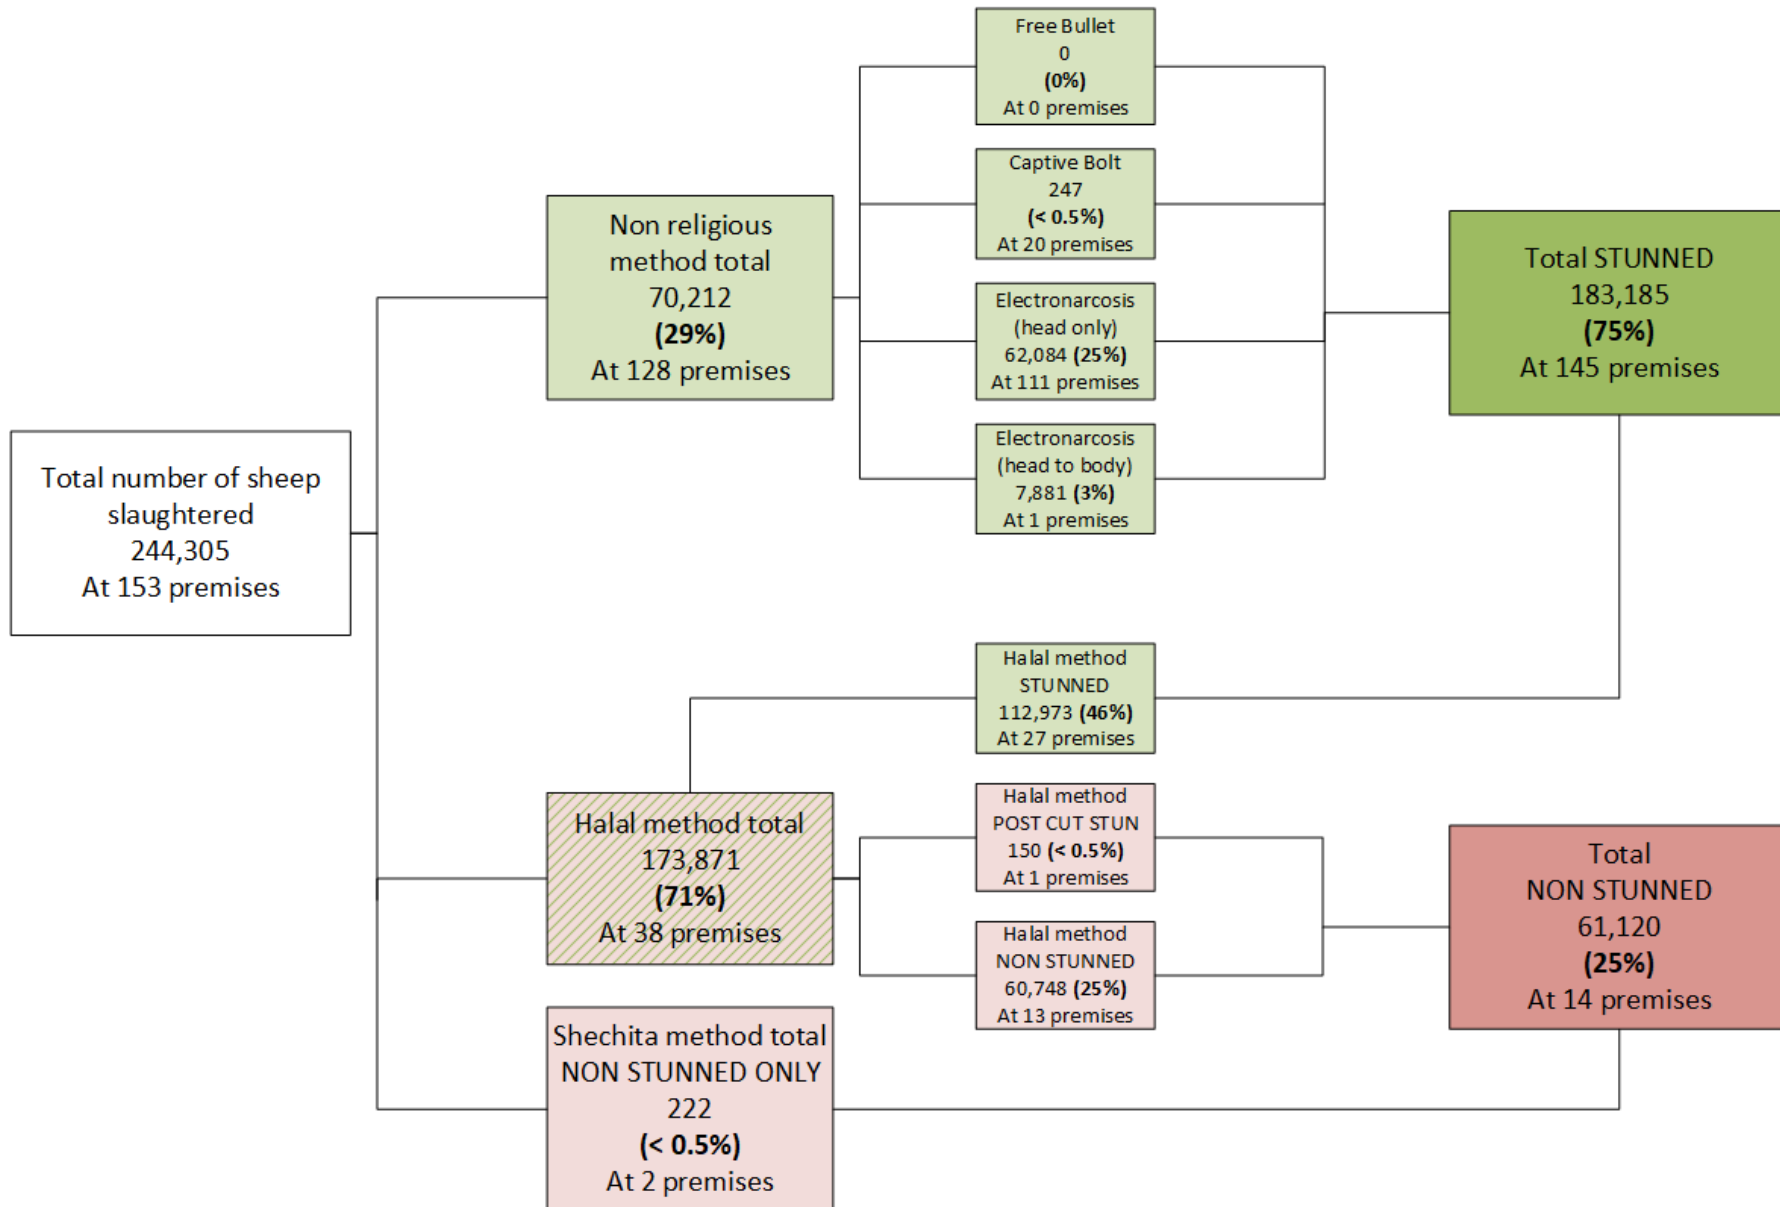 Total number of sheep
slaughtered
244,305
At 153 premises
Non religious
method total
70,212
(29%)
At 128 premises
Free Bullet
0
(0%)
At 0 premises
Captive Bolt
247
(< 0.5%)
At 20 premises
Electronarcosis
(head only)
62,084 (25%)
At 111 premises
Electronarcosis
(head to body)
7,881 (3%)
At 1 premises
Total STUNNED
183,185
(75%)
At 145 premises
Halal method total
173,871
(71%)
At 38 premises
Halal method
STUNNED
112,973 (46%)
At 27 premises
Halal method
POST CUT STUN
150 (< 0.5%)
At 1 premises
Halal method
NON STUNNED
60,748 (25%)
At 13 premises
Shechita method total
NON STUNNED ONLY
222
(< 0.5%)
At 2 premises
Total
NON STUNNED
61,120
(25%)
At 14 premises